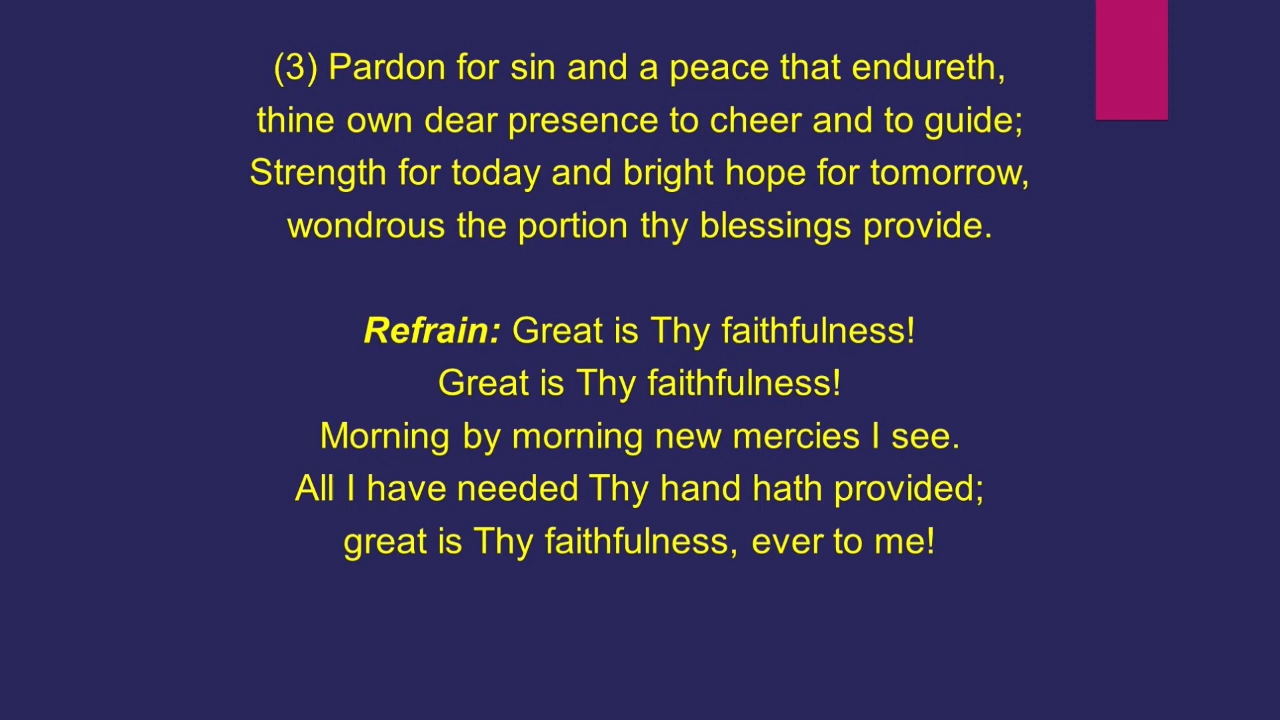 (3) Pardon for sin and a peace that endureth,
thine own dear presence to cheer and to guide;
Strength for today and bright hope for tomorrow,
wondrous the portion thy blessings provide.
Refrain: Great is Thy faithfulness!
Great is Thy faithfulness!
Morning by morning new mercies I see.
All I have needed Thy hand hath provided;
great is Thy faithfulness, ever to me!